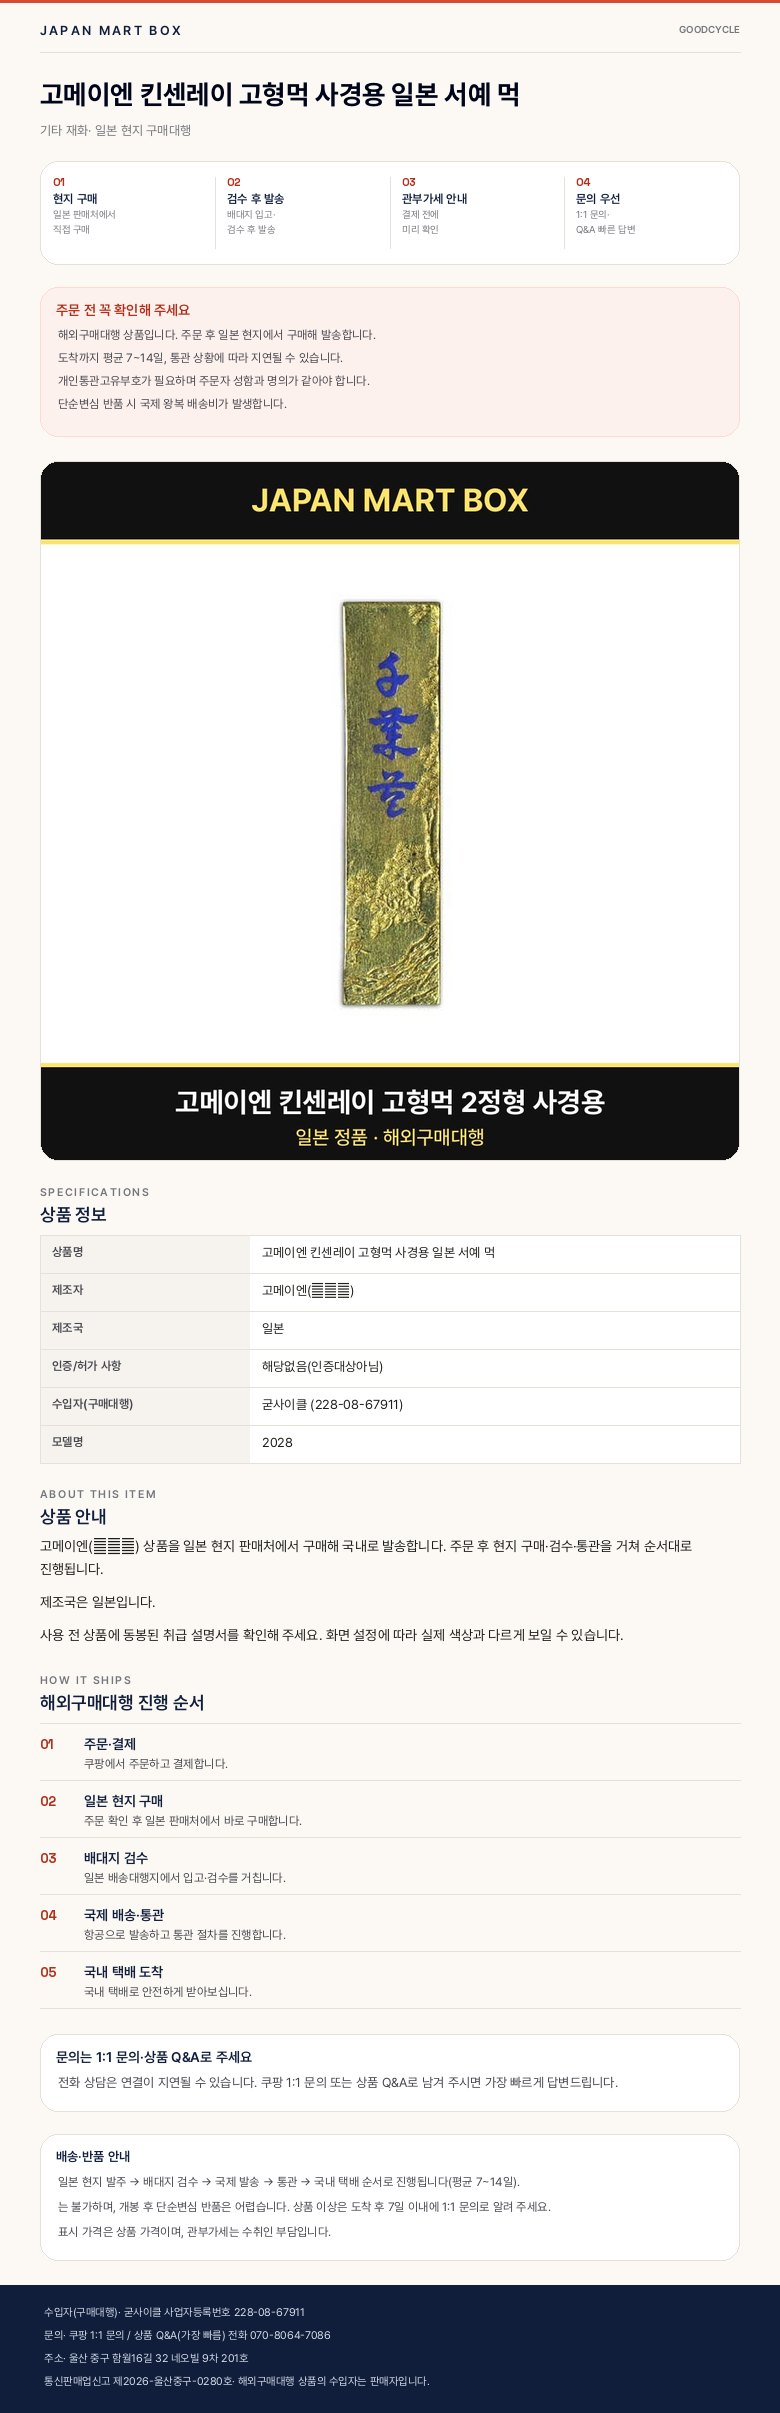 JAPAN MART BOX
GOODCYCLE
고메이엔 킨센레이 고형먹 사경용 일본 서예 먹
기타 재화· 일본 현지 구매대행
01
현지 구매
일본 판매처에서
직접 구매
02
검수 후 발송
배대지 입고·
검수 후 발송
03
관부가세 안내
결제 전에
미리 확인
04
문의 우선
1:1 문의·
Q&A 빠른 답변
주문 전 꼭 확인해 주세요
해외구매대행 상품입니다. 주문 후 일본 현지에서 구매해 발송합니다.
도착까지 평균 7~14일, 통관 상황에 따라 지연될 수 있습니다.
개인통관고유부호가 필요하며 주문자 성함과 명의가 같아야 합니다.
단순변심 반품 시 국제 왕복 배송비가 발생합니다.
JAPAN MART BOX
千葉苍
고메이엔 킨센레이 고형먹 2정형 사경용
일본 정품 · 해외구매대행
SPECIFICATIONS
상품 정보
상품명 고메이엔 킨센레이 고형먹 사경용 일본 서예 먹
제조자 고메이엔()
제조국 일본
인증/허가 사항 해당없음(인증대상아님)
수입자(구매대행) 굳사이클 (228-08-67911)
모델명 2028
ABOUT THIS ITEM
상품 안내
고메이엔() 상품을 일본 현지 판매처에서 구매해 국내로 발송합니다. 주문 후 현지 구매·검수·통관을 거쳐 순서대로
진행됩니다.
제조국은 일본입니다.
사용 전 상품에 동봉된 취급 설명서를 확인해 주세요. 화면 설정에 따라 실제 색상과 다르게 보일 수 있습니다.
HOW IT SHIPS
해외구매대행 진행 순서
01 주문·결제
쿠팡에서 주문하고 결제합니다.
02 일본 현지 구매
주문 확인 후 일본 판매처에서 바로 구매합니다.
03 배대지 검수
일본 배송대행지에서 입고·검수를 거칩니다.
04 국제 배송·통관
항공으로 발송하고 통관 절차를 진행합니다.
05 국내 택배 도착
국내 택배로 안전하게 받아보십니다.
문의는 1:1 문의·상품 Q&A로 주세요
전화 상담은 연결이 지연될 수 있습니다. 쿠팡 1:1 문의 또는 상품 Q&A로 남겨 주시면 가장 빠르게 답변드립니다.
배송·반품 안내
일본 현지 발주 → 배대지 검수 → 국제 발송 → 통관 → 국내 택배 순서로 진행됩니다(평균 7~14일).
는 불가하며, 개봉 후 단순변심 반품은 어렵습니다. 상품 이상은 도착 후 7일 이내에 1:1 문의로 알려 주세요.
표시 가격은 상품 가격이며, 관부가세는 수취인 부담입니다.
수입자(구매대행)· 굳사이클 사업자등록번호 228-08-67911
문의· 쿠팡 1:1 문의 / 상품 Q&A(가장 빠름) 전화 070-8064-7086
주소· 울산 중구 함월16길 32 네오빌 9차 201호
통신판매업신고 제2026-울산중구-0280호· 해외구매대행 상품의 수입자는 판매자입니다.